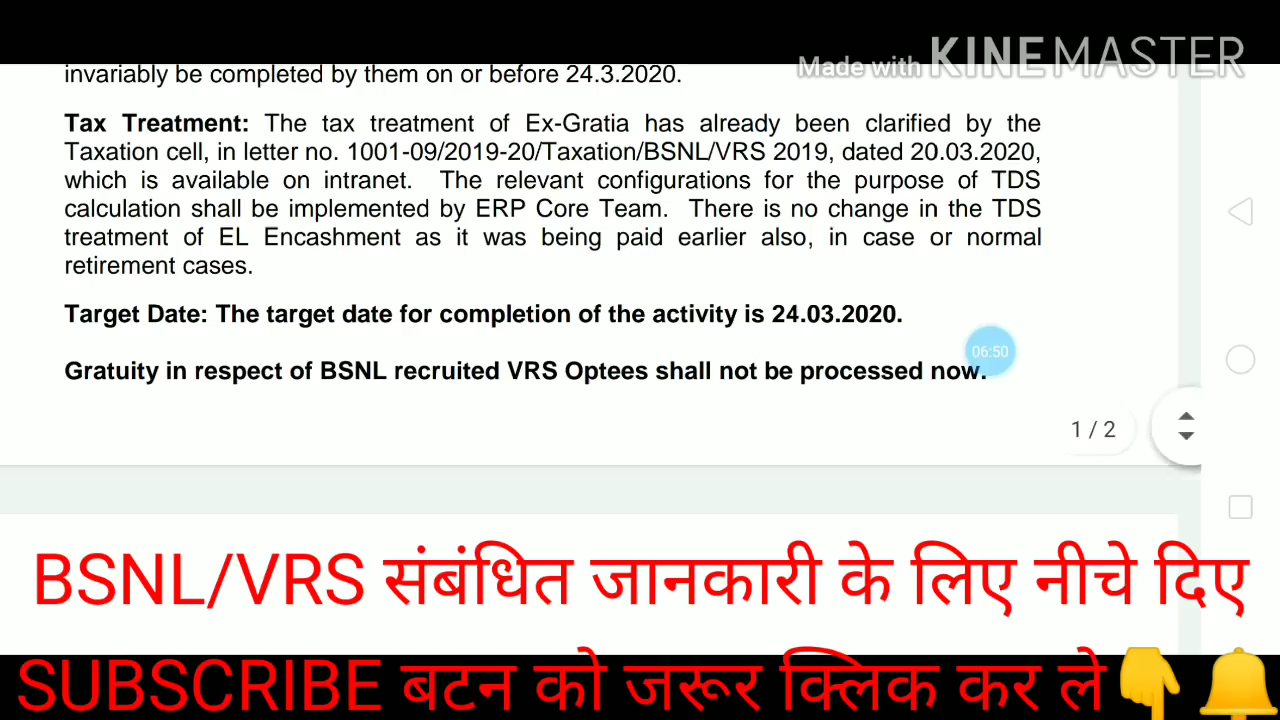 Made with KINEMASTER
invariably be completed by them on or before 24.3.2020.
Tax Treatment: The tax treatment of Ex-Gratia has already been clarified by the
Taxation cell, in letter no. 1001-09/2019-20/Taxation/BSNL/VRS 2019, dated 20.03.2020,
which is available on intranet. The relevant configurations for the purpose of TDS
calculation shall be implemented by ERP Core Team. There is no change in the TDS
treatment of EL Encashment as it was being paid earlier also, in case or normal
retirement cases.
Target Date: The target date for completion of the activity is 24.03.2020.
06:50
Gratuity in respect of BSNL recruited VRS Optees shall not be processed now.
1 / 2
BSNL/VRS संबंधित जानकारी के लिए नीचे दिए
SUBSCRIBE बटन को जरूर क्लिक कर ले